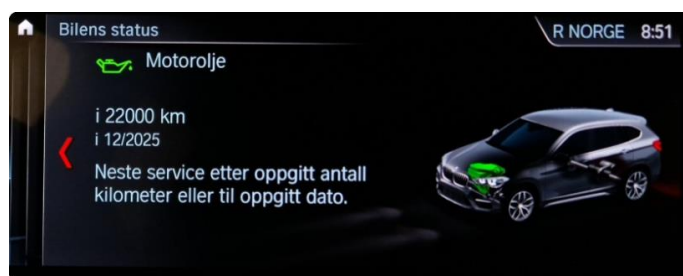 Bilens status
R NORGE 8:51
Motorolje
i 22000 km
i 12/2025
Neste service etter oppgitt antall
kilometer eller til oppgitt dato.